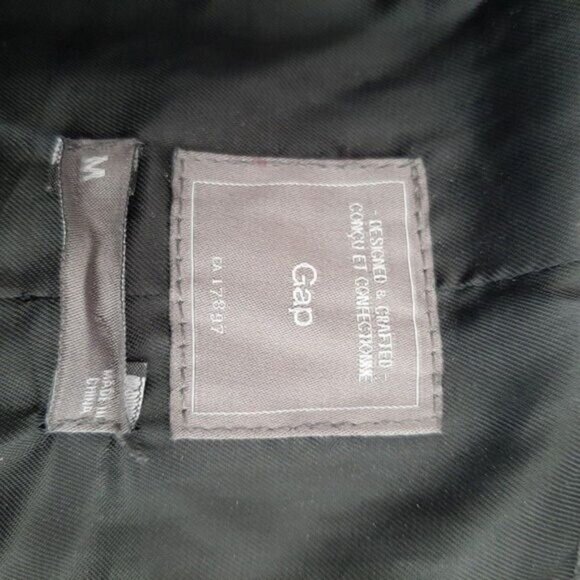 - DESIGNED & CRAFTED -
CONÇU ET CONFECTIONNÉ
Gap
CA 17897
M
MADE IN
CHINA